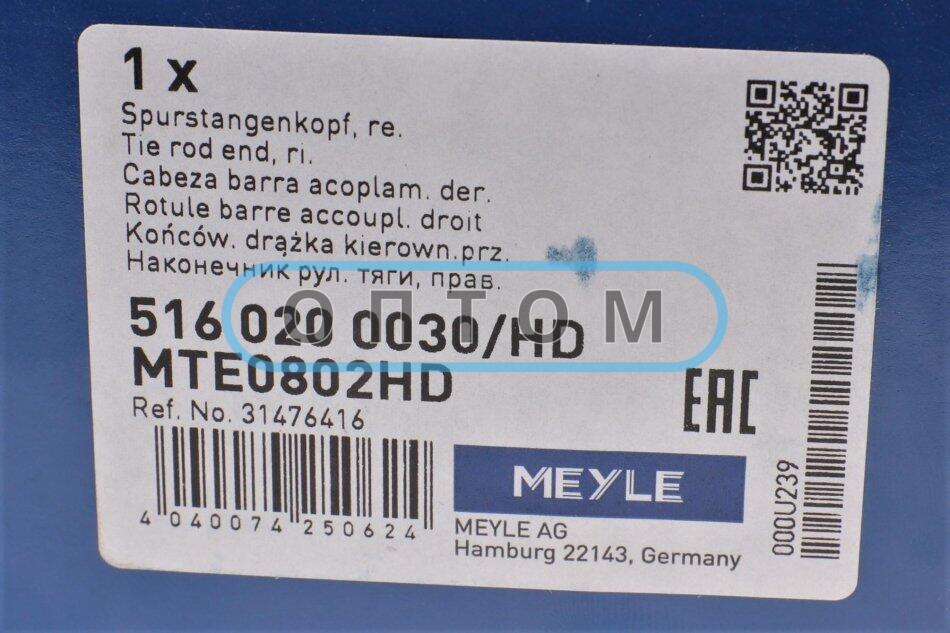 1 x
Spurstangenkopf, re.
Tie rod end, ri.
Cabeza barra acoplam. der.
Rotule barre accoupl. droit
Końców. drążka kierown.prz.
Наконечник рул. тяги, прав.
ОПТОМ
516 020 0030/HD
MTE0802HD
Ref. No. 31476416
EAC
4 040074 250624
MEYLE
MEYLE AG
Hamburg 22143, Germany
000U239